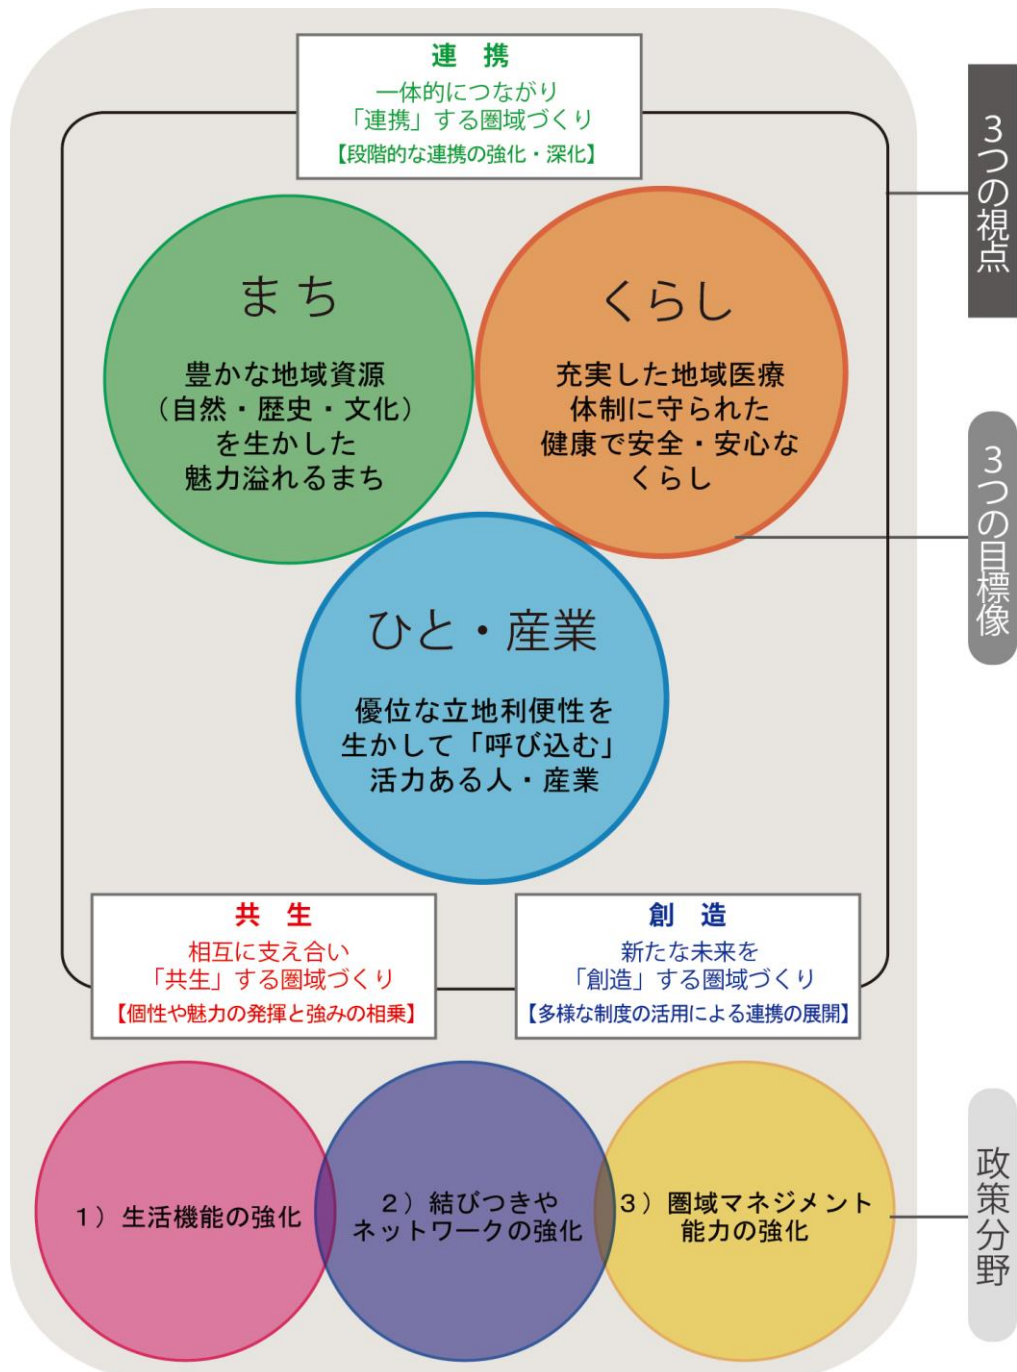 連 携
一体的につながり
「連携」する圏域づくり
【段階的な連携の強化・深化】
3つの視点
まち
豊かな地域資源
（自然・歴史・文化）
を生かした
魅力溢れるまち
くらし
充実した地域医療
体制に守られた
健康で安全・安心な
くらし
3つの目標像
ひと・産業
優位な立地利便性を
生かして「呼び込む」
活力ある人・産業
共 生
相互に支え合い
「共生」する圏域づくり
【個性や魅力の発揮と強みの相乗】
創 造
新たな未来を
「創造」する圏域づくり
【多様な制度の活用による連携の展開】
１）生活機能の強化
２）結びつきや
ネットワークの強化
３）圏域マネジメント
能力の強化
政策分野